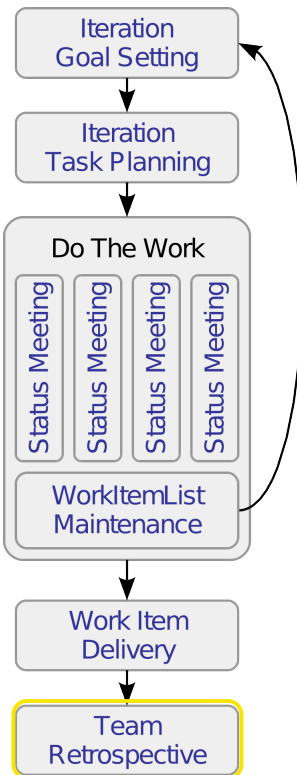 Iteration
Goal Setting
Iteration
Task Planning
Do The Work
Status Meeting
Status Meeting
Status Meeting
Status Meeting
WorkItemList
Maintenance
Work Item
Delivery
Team
Retrospective